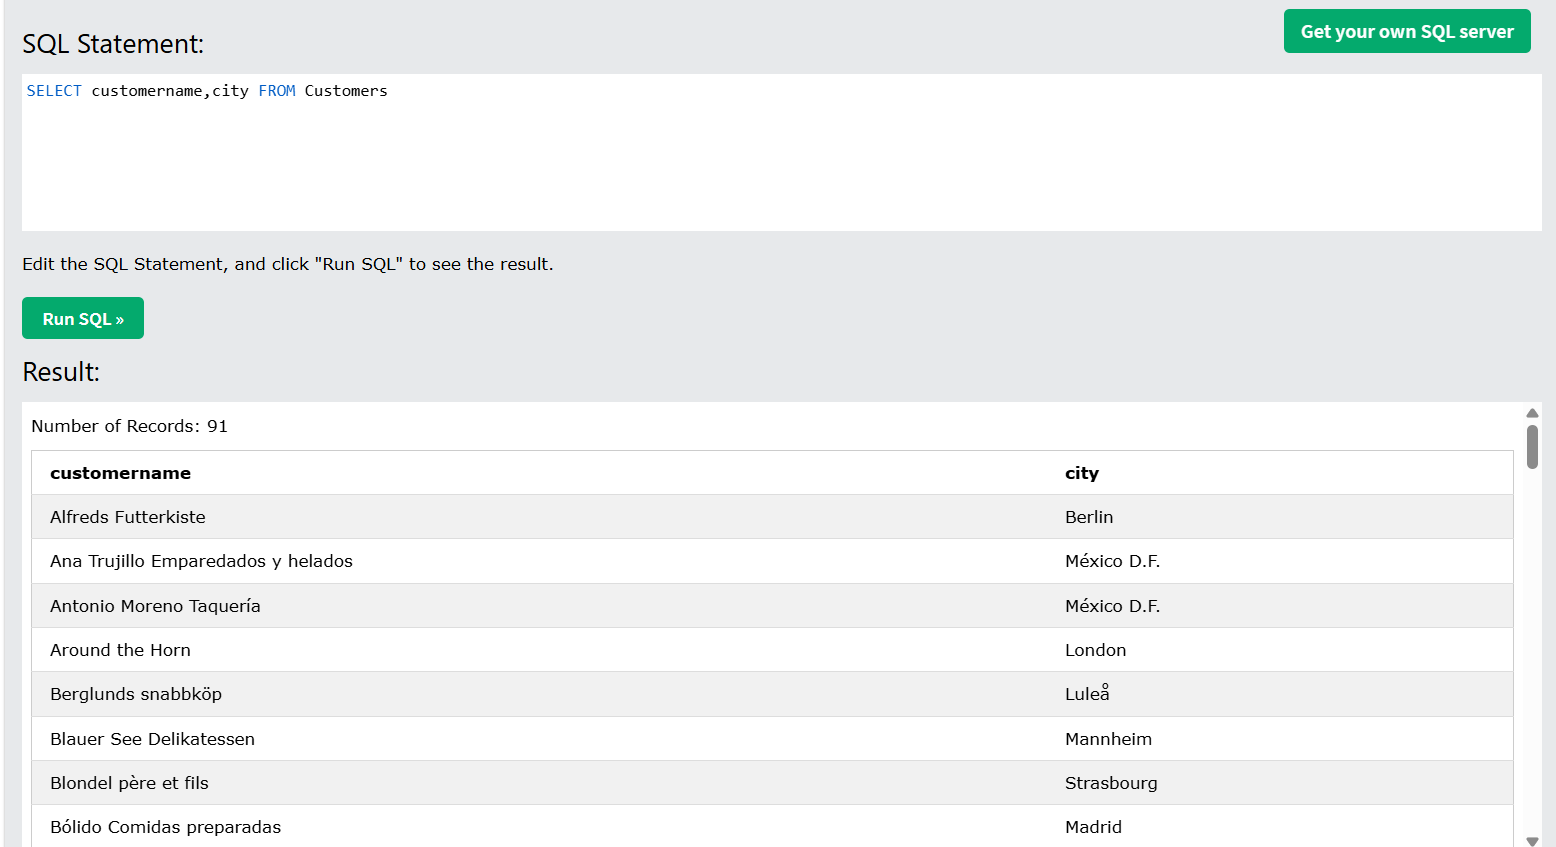 Get your own SQL server
SQL Statement:
SELECT customername,city FROM Customers
Edit the SQL Statement, and click "Run SQL" to see the result.
Run SQL »
Result:
Number of Records: 91
customername city
Alfreds Futterkiste Berlin
Ana Trujillo Emparedados y helados México D.F.
Antonio Moreno Taquería México D.F.
Around the Horn London
Berglunds snabbköp Luleå
Blauer See Delikatessen Mannheim
Blondel père et fils Strasbourg
Bólido Comidas preparadas Madrid